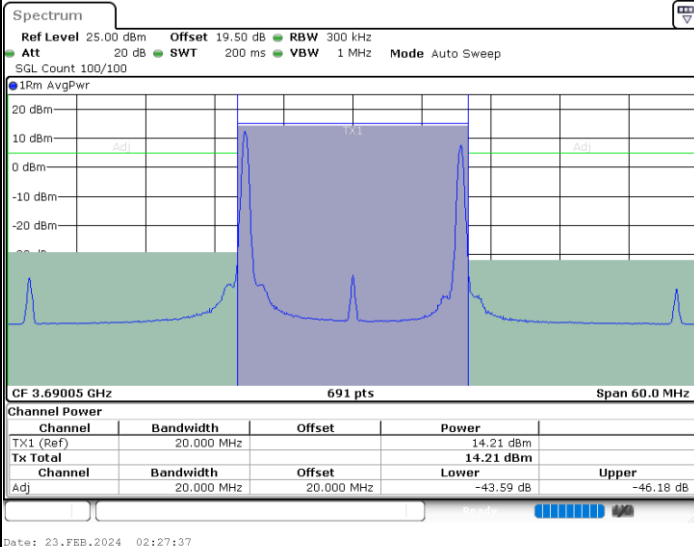 Spectrum
Ref Level 25.00 dBm Offset 19.50 dB RBW 300 kHz
Att 20 dB SWT 200 ms VBW 1 MHz Mode Auto Sweep
SGL Count 100/100
1Rm AvgPwr
20 dBm
TX1
10 dBm
Adj Adj
0 dBm
-10 dBm
-20 dBm
CF 3.69005 GHz 691 pts Span 60.0 MHz
Channel Power
Channel Bandwidth Offset Power
TX1 (Ref) 20.000 MHz 14.21 dBm
Tx Total 14.21 dBm
Channel Bandwidth Offset Lower Upper
Adj 20.000 MHz 20.000 MHz -43.59 dB -46.18 dB
Ready
Date: 23.FEB.2024 02:27:37